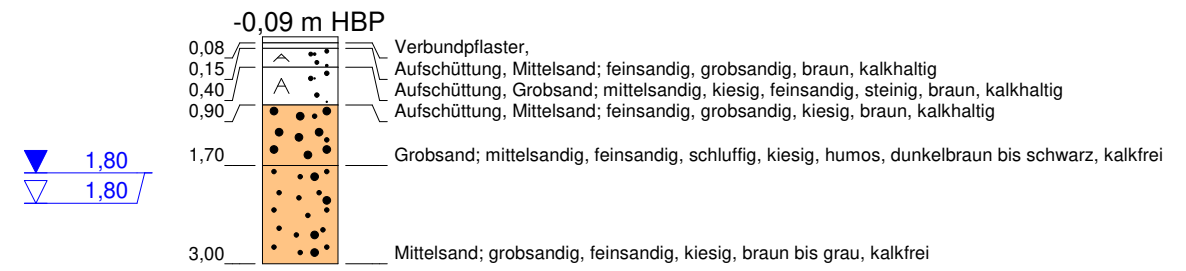 -0,09 m HBP
0,08 Verbundpflaster,
0,15 Aufschüttung, Mittelsand; feinsandig, grobsandig, braun, kalkhaltig
0,40 Aufschüttung, Grobsand; mittelsandig, kiesig, feinsandig, steinig, braun, kalkhaltig
A
0,90 Aufschüttung, Mittelsand; feinsandig, grobsandig, kiesig, braun, kalkhaltig
1,70 Grobsand; mittelsandig, feinsandig, schluffig, kiesig, humos, dunkelbraun bis schwarz, kalkfrei
1,80
1,80
3,00 Mittelsand; grobsandig, feinsandig, kiesig, braun bis grau, kalkfrei